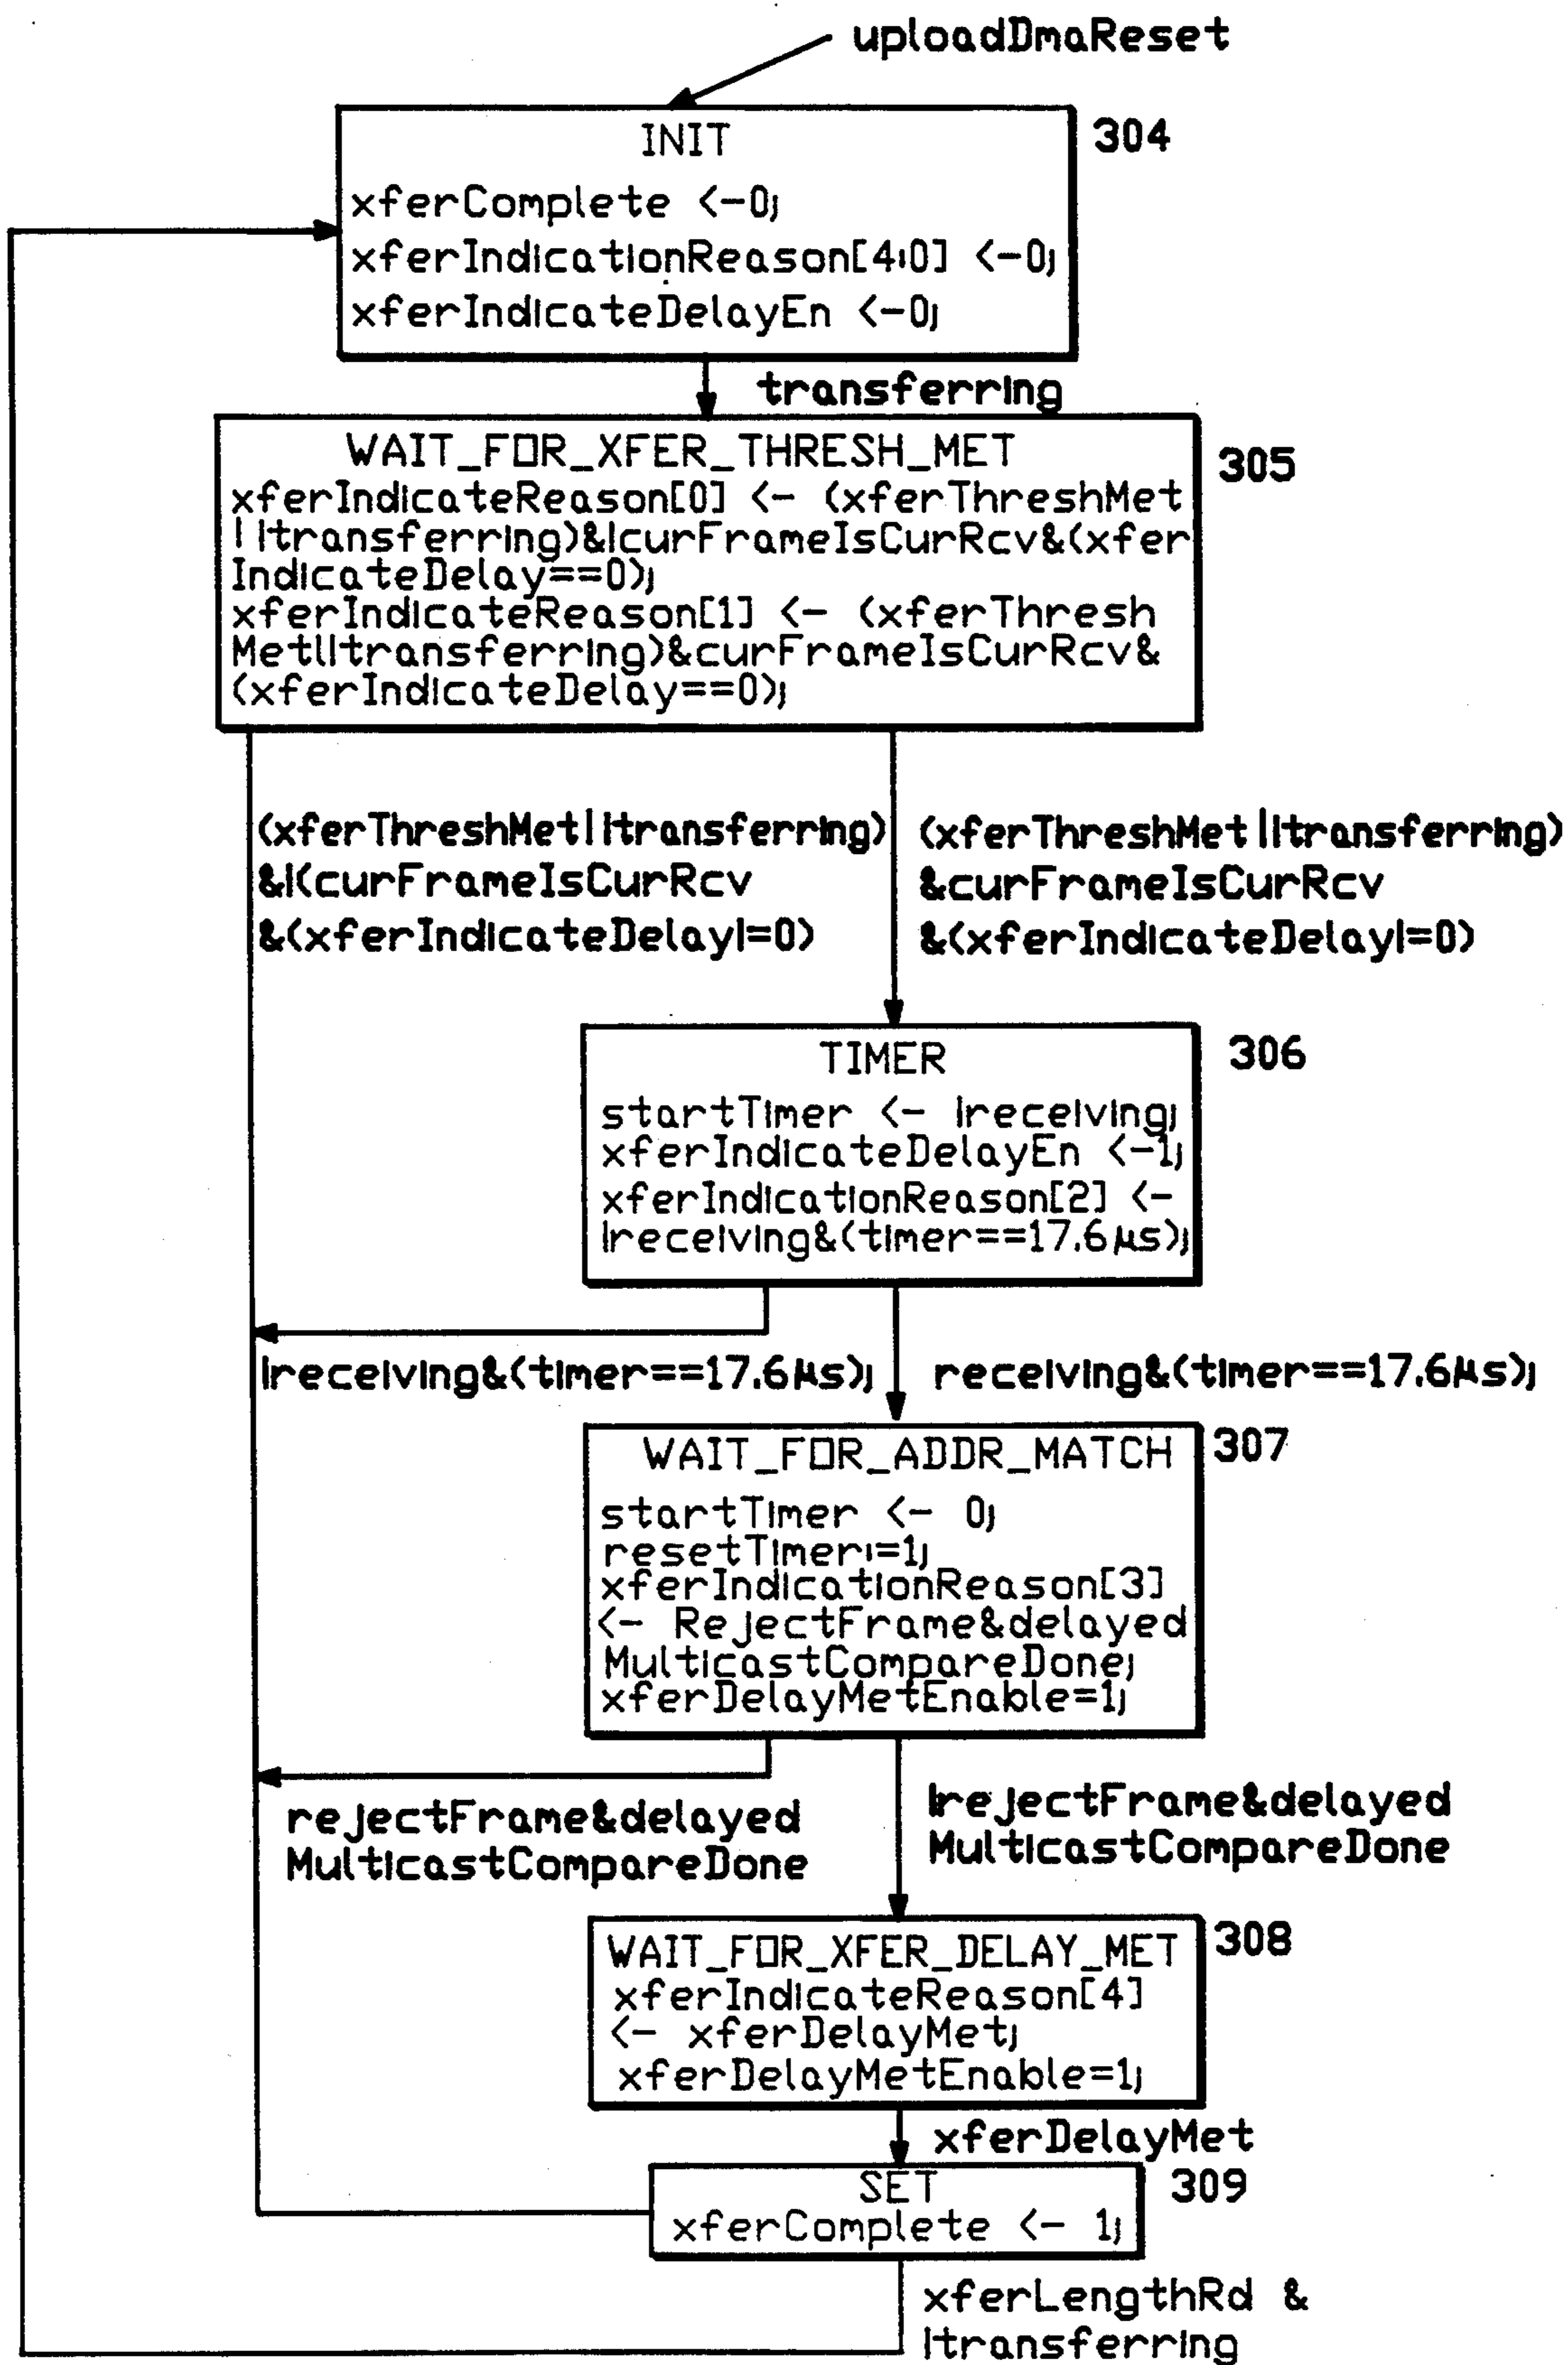 uploadDmaReset
INIT
304
xferComplete <-0;
xferIndicationReason[4:0] <-0;
xferIndicateDelayEn <-0;
transferring
WAIT_FOR_XFER_THRESH_MET
305
xferIndicateReason[0] <- (xferThreshMet
| !transferring)&!curFrameIsCurRcv&(xfer
IndicateDelay==0);
xferIndicateReason[1] <- (xferThresh
Met|!transferring)&curFrameIsCurRcv&
(xferIndicateDelay==0);
(xferThreshMet|!transferring)
&!(curFrameIsCurRcv
&(xferIndicateDelay!=0)
(xferThreshMet|!transferring)
&curFrameIsCurRcv
&(xferIndicateDelay!=0)
TIMER
306
startTimer <- !receiving;
xferIndicateDelayEn <-1;
xferIndicationReason[2] <-
!receiving&(timer==17.6µs);
!receiving&(timer==17.6µs);
receiving&(timer==17.6µs);
WAIT_FOR_ADDR_MATCH
307
startTimer <- 0;
resetTimer:=1;
xferIndicationReason[3]
<- RejectFrame&delayed
MulticastCompareDone;
xferDelayMetEnable=1;
rejectFrame&delayed
MulticastCompareDone
!rejectFrame&delayed
MulticastCompareDone
WAIT_FOR_XFER_DELAY_MET
308
xferIndicateReason[4]
<- xferDelayMet;
xferDelayMetEnable=1;
xferDelayMet
SET
309
xferComplete <- 1;
xferLengthRd &
!transferring